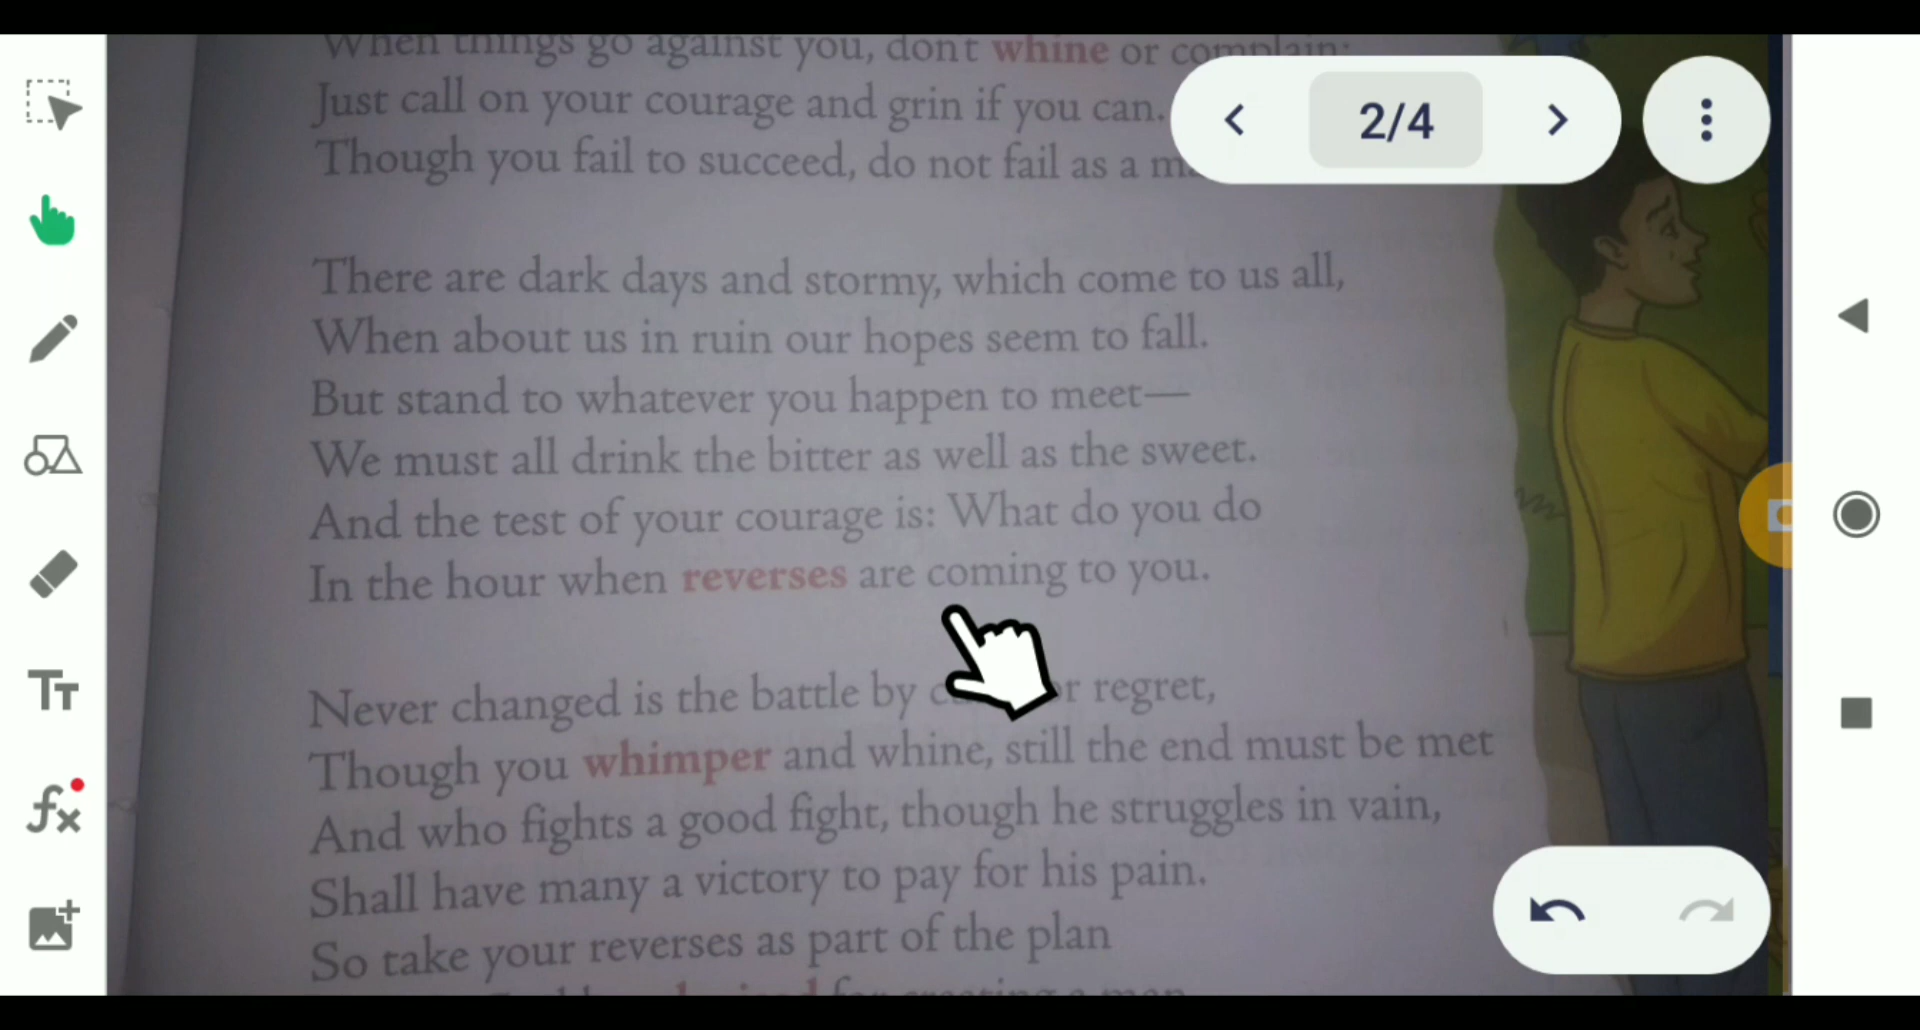 When things go against you, don't whine or complain;
2/4
Just call on your courage and grin if you can.
Though you fail to succeed, do not fail as a
There are dark days and stormy, which come to us all,
When about us in ruin our hopes seem to fall.
But stand to whatever you happen to meet—
We must all drink the bitter as well as the sweet.
And the test of your courage is: What do you do
In the hour when reverses are coming to you.
Never changed is the battle by or regret,
Though you whimper and whine, still the end must be met
And who fights a good fight, though he struggles in vain,
Shall have many a victory to pay for his pain.
So take your reverses as part of the plan
for creating a man
TT
fx